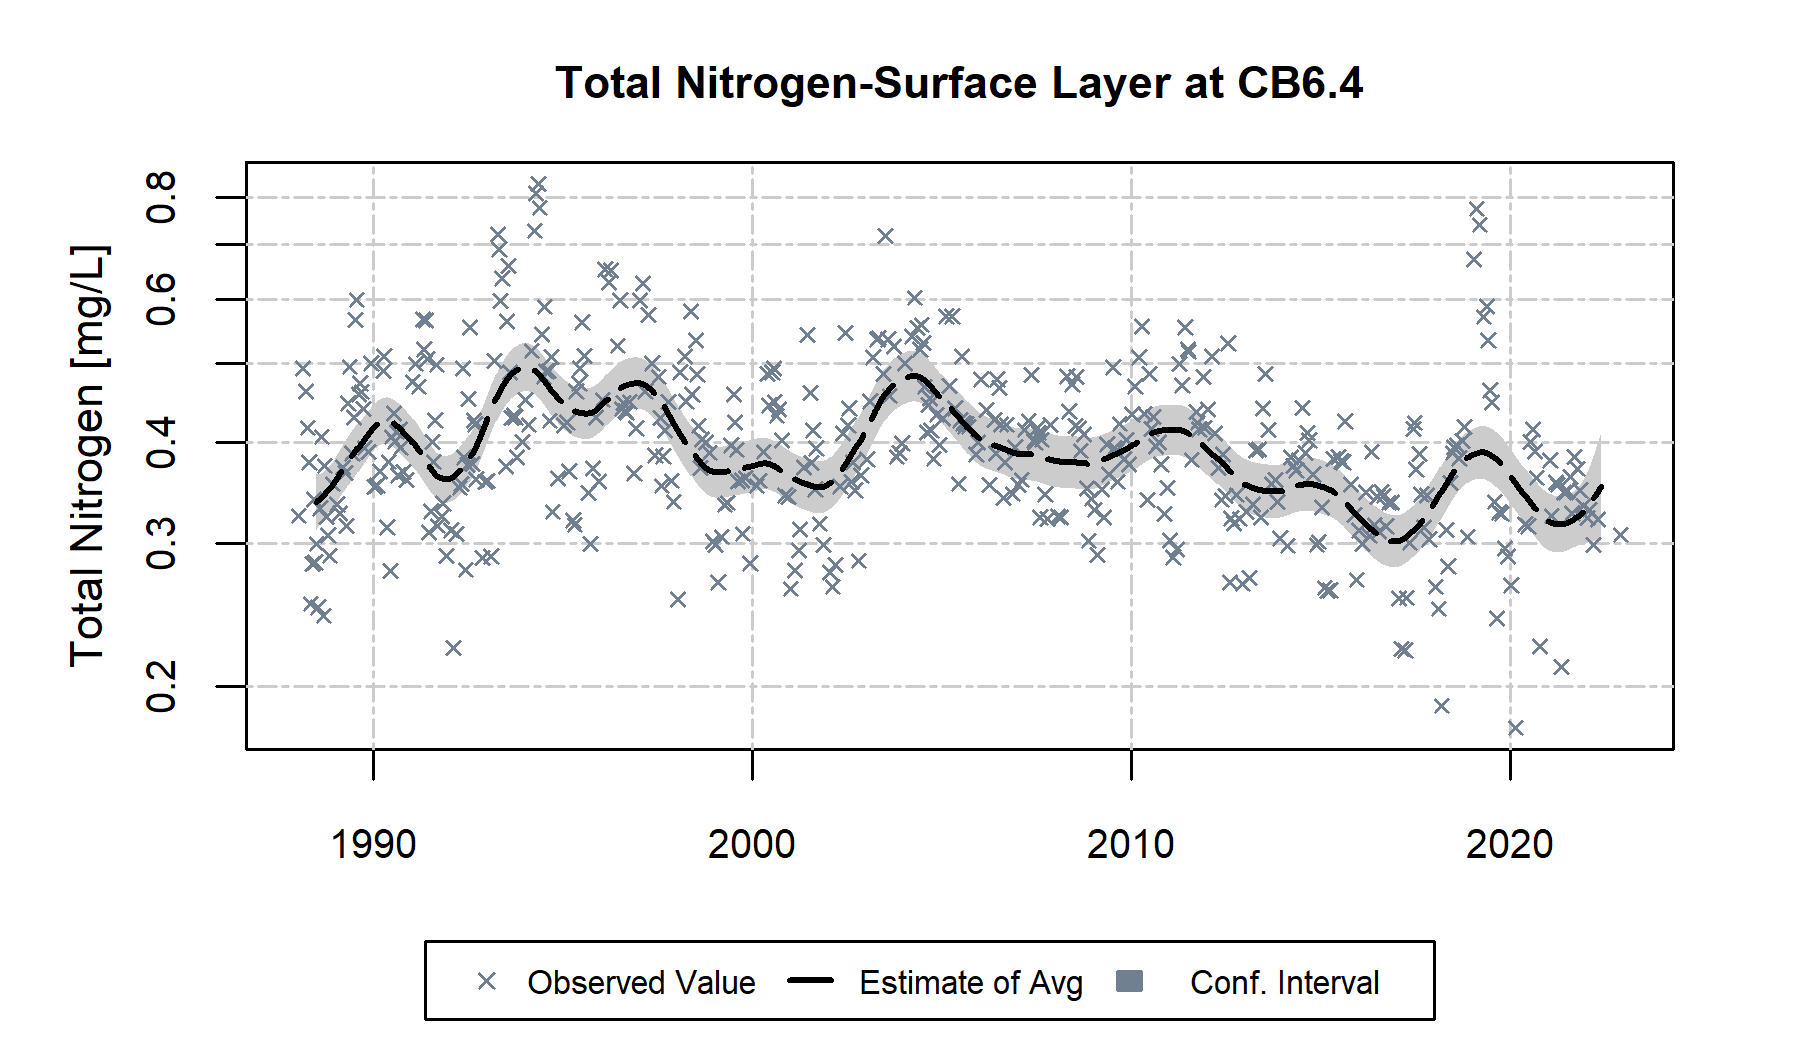 Total Nitrogen-Surface Layer at CB6.4
Total Nitrogen [mg/L]
0.8
0.6
0.4
0.3
0.2
1990 2000 2010 2020
Observed Value Estimate of Avg Conf. Interval